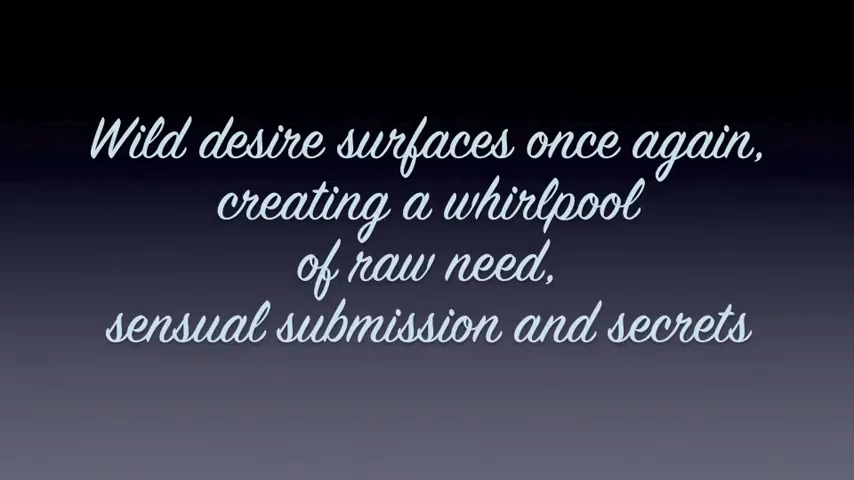 Wild desire surfaces once again,
creating a whirlpool
of raw need,
sensual submission and secrets